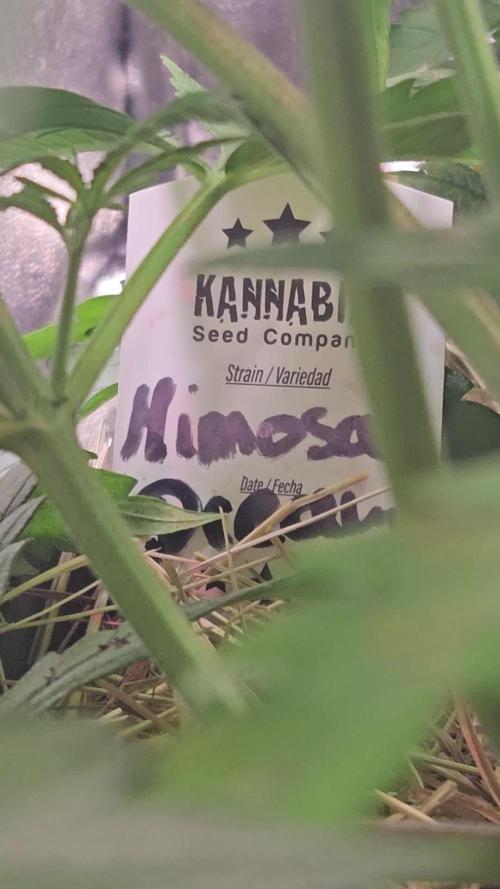 KANNABI
Seed Compan
Strain / Variedad
Mimosa
Date / Fecha